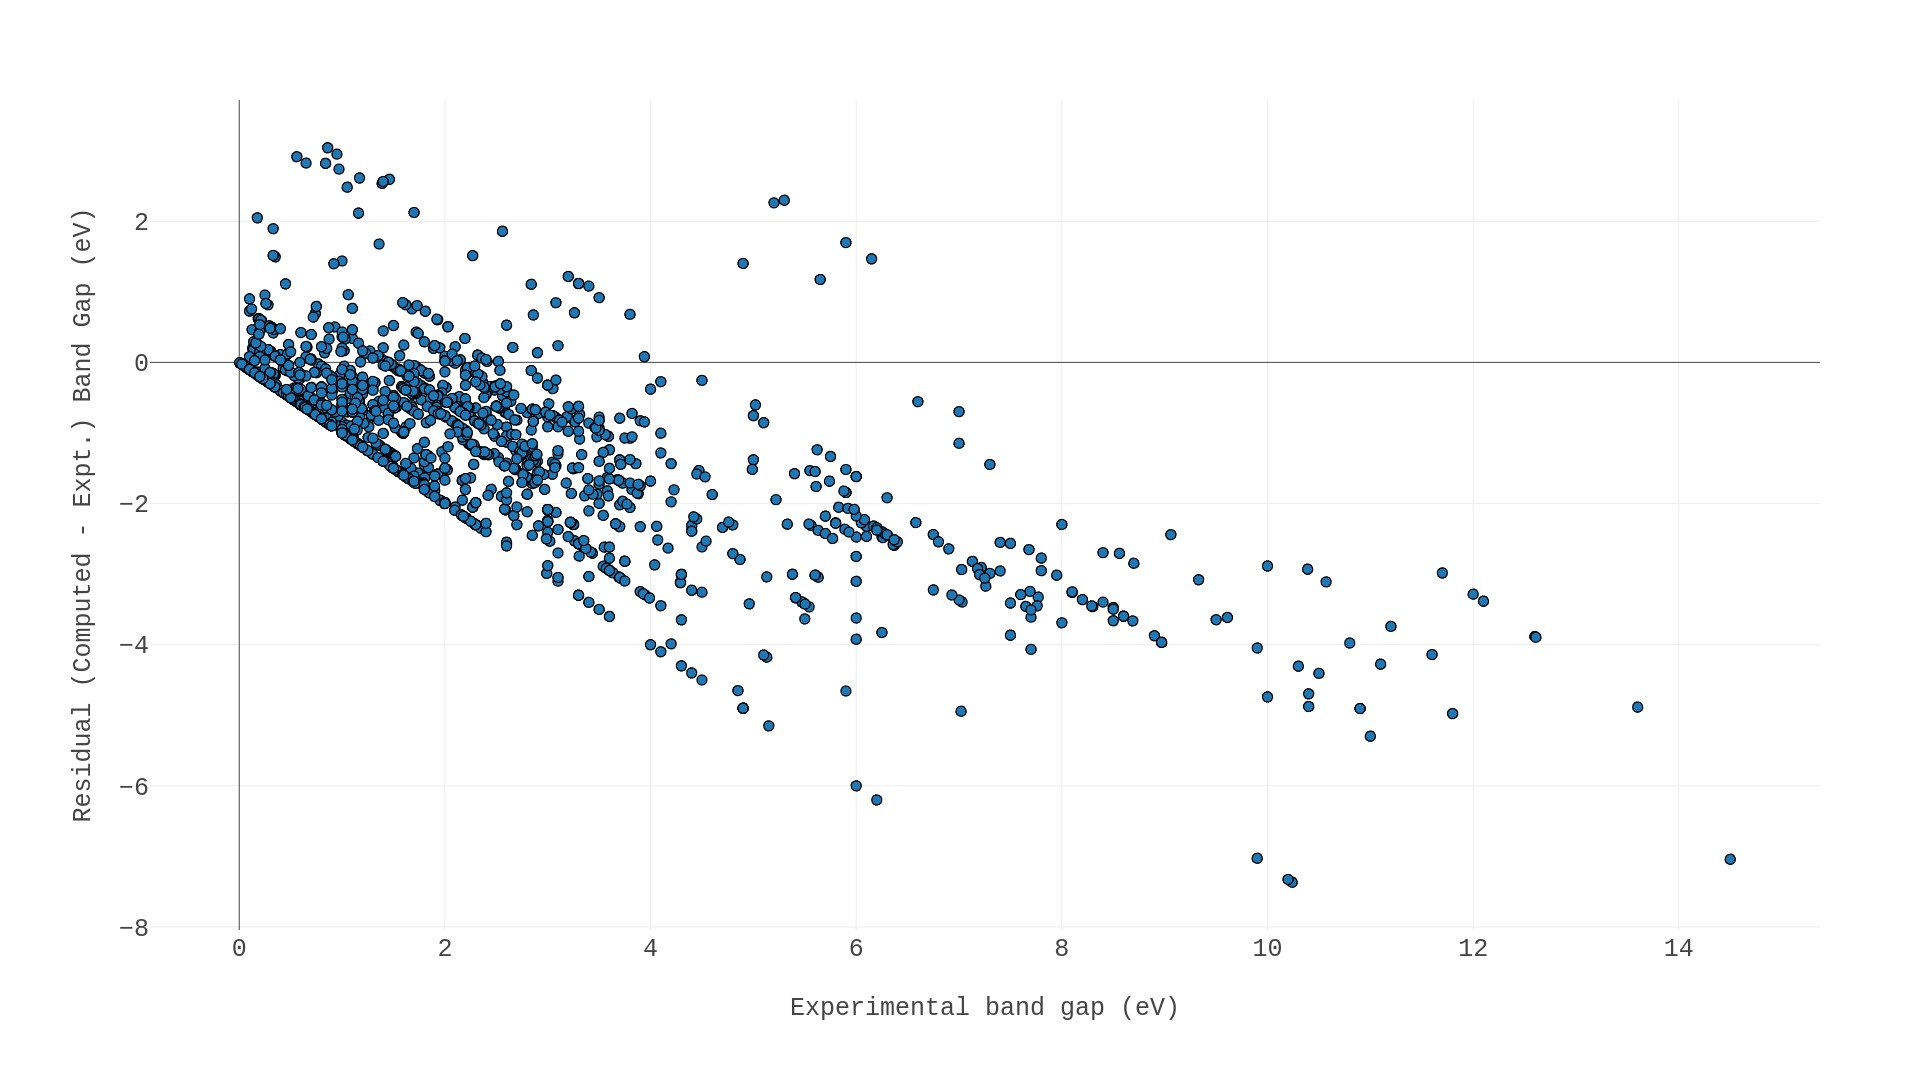 Residual (Computed - Expt.) Band Gap (eV)
2
0
−2
−4
−6
−8
0 2 4 6 8 10 12 14
Experimental band gap (eV)